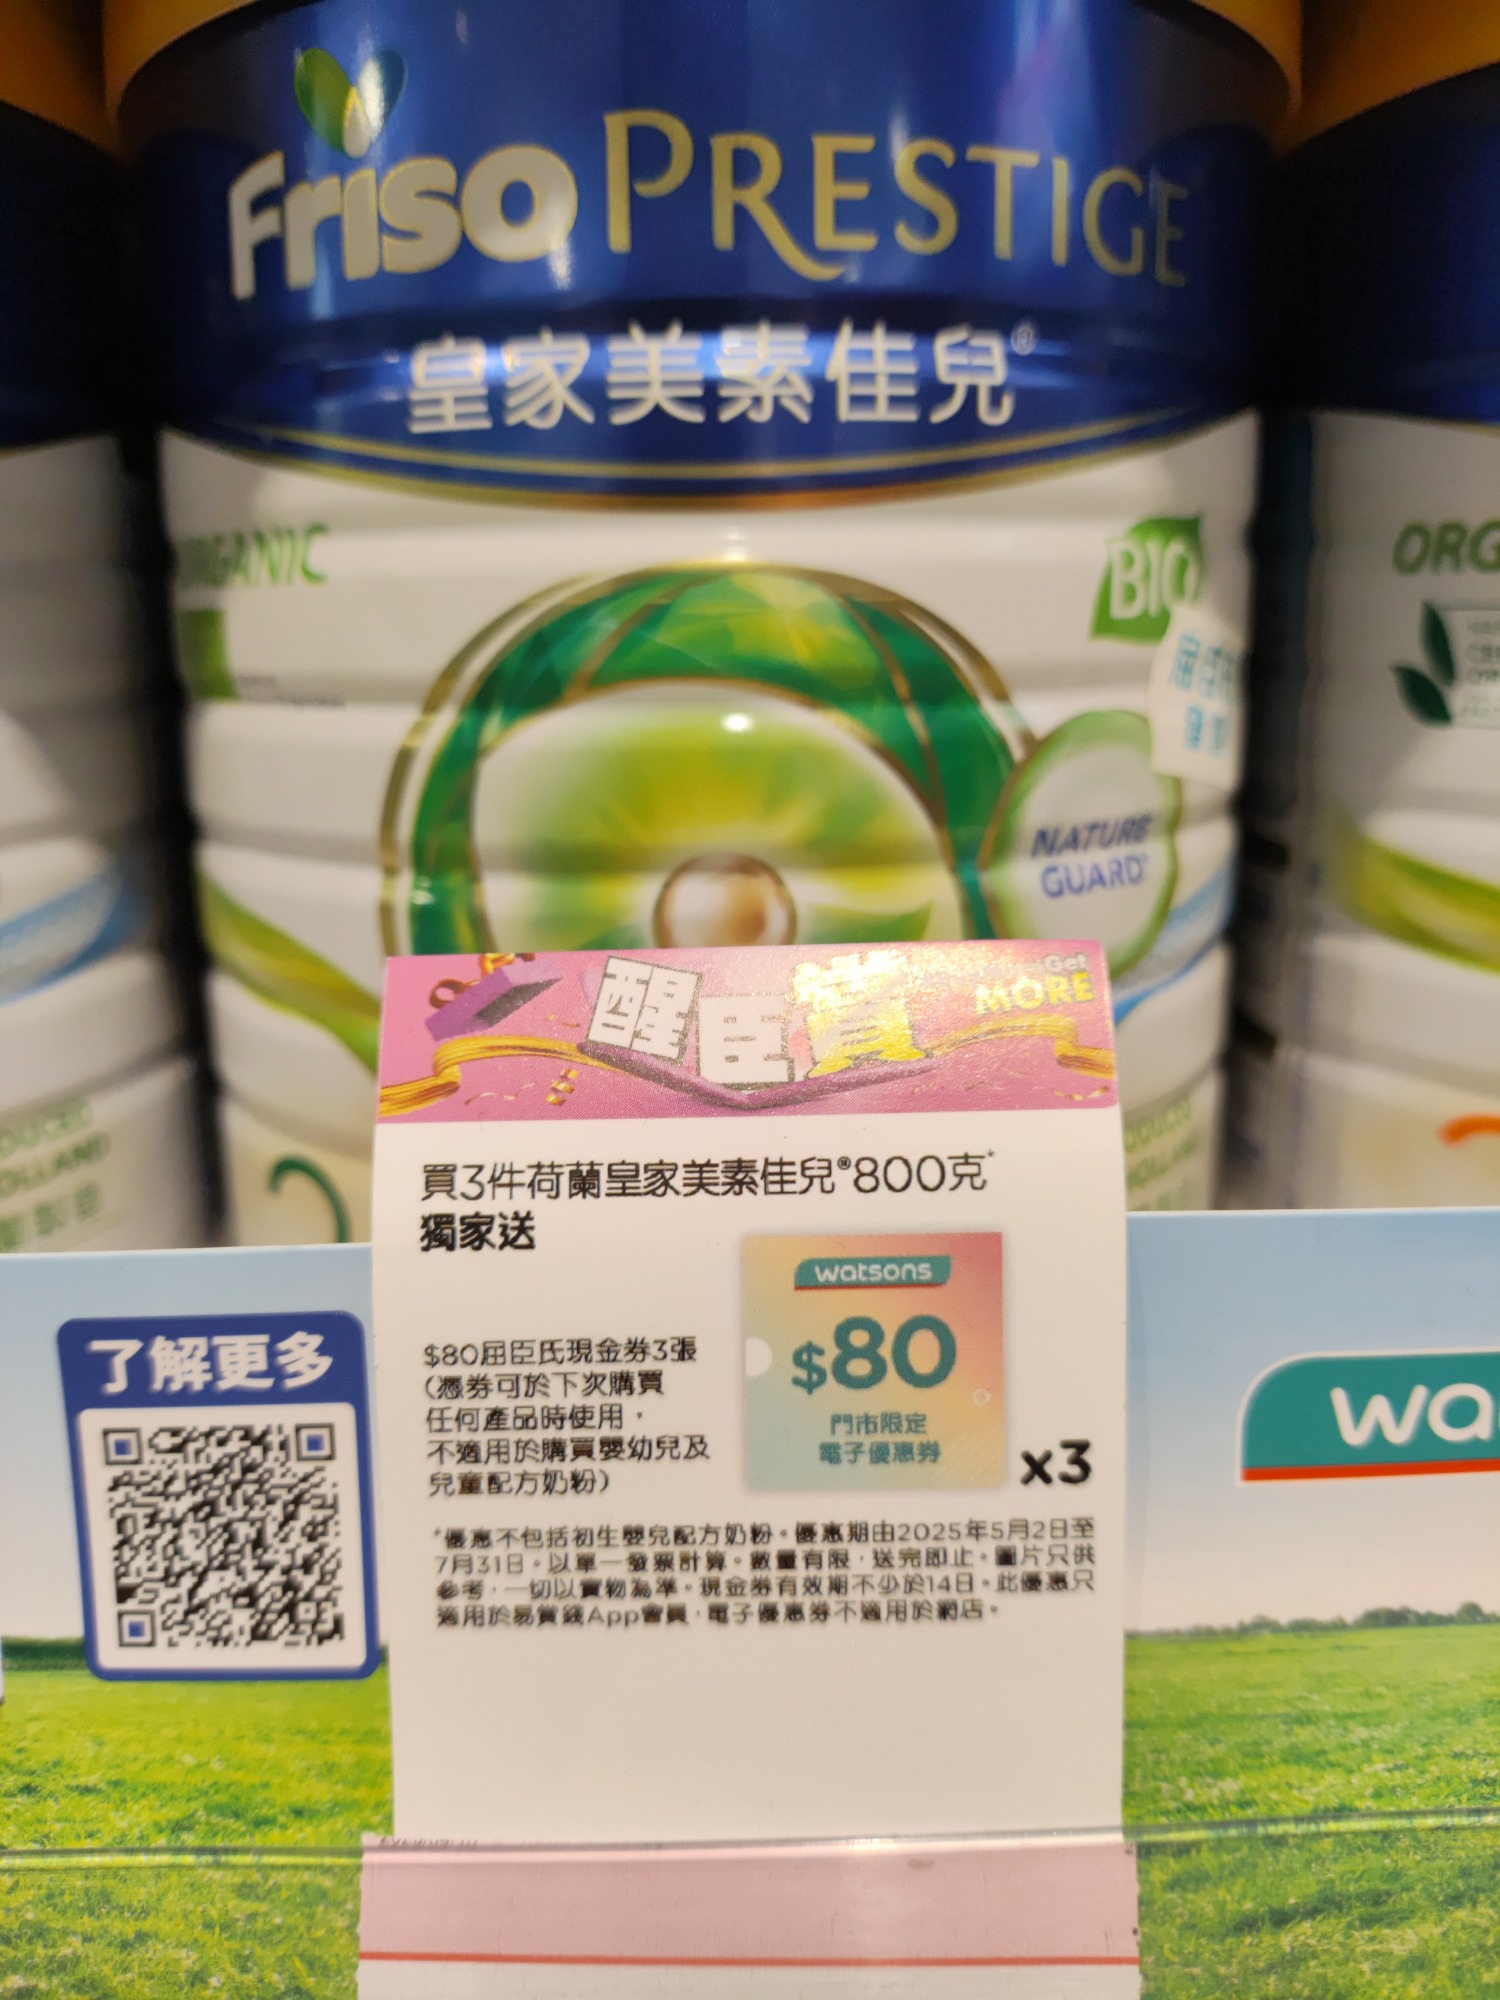 Friso PRESTIGE
皇家美素佳兒®
ORGANIC
BIO
ORG
NATURE
GUARD
醒臣賞
Get
MORE
買3件荷蘭皇家美素佳兒®800克*
獨家送
watsons
$80
門市限定
電子優惠券
x3
$80屈臣氏現金券3張
(憑券可於下次購買
任何產品時使用，
不適用於購買嬰幼兒及
兒童配方奶粉)
*優惠不包括初生嬰兒配方奶粉。優惠期由2025年5月2日至
7月31日。以單一發票計算。數量有限，送完即止。圖片只供
參考，一切以實物為準。現金券有效期不少於14日。此優惠只
適用於易賞錢App會員，電子優惠券不適用於網店。
了解更多
wa